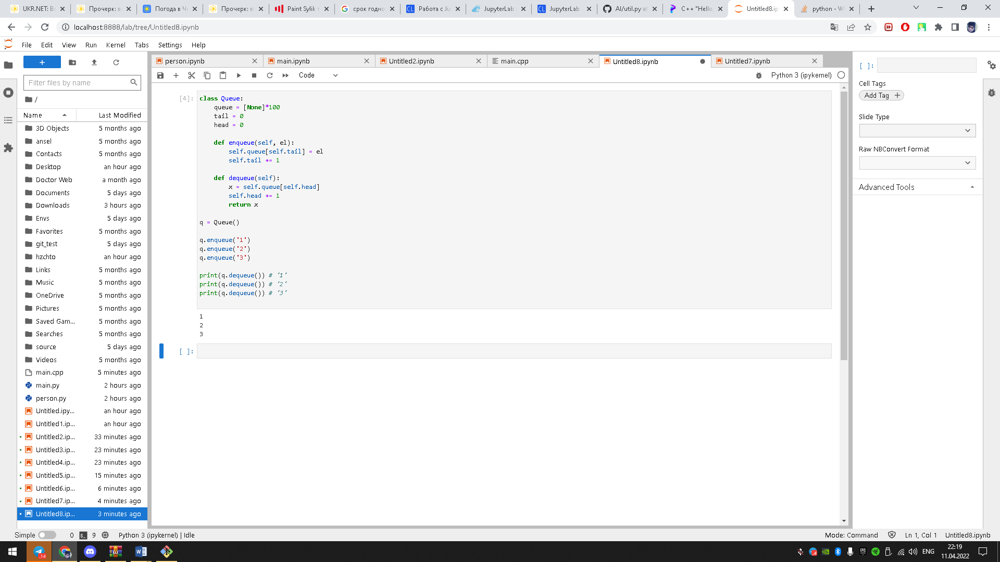 UKR.NET: Вс
Прочерк: в
Погода в Че
Прочерк: в
Paint Sylik т
срок годно
Работа с Ju
JupyterLab
JupyterLab
AI/util.py at
C++ "Hello,
Untitled8.ip
python - W
localhost:8888/lab/tree/Untitled8.ipynb
File Edit View Run Kernel Tabs Settings Help
person.ipynb
main.ipynb
Untitled2.ipynb
main.cpp
Untitled8.ipynb
Untitled7.ipynb
Code
Python 3 (ipykernel)
Filter files by name
/
Name Last Modified
3D Objects 5 months ago
ansel 5 months ago
Contacts 5 months ago
Desktop an hour ago
Doctor Web a month ago
Documents 5 days ago
Downloads 3 hours ago
Envs 5 days ago
Favorites 5 months ago
git_test 5 days ago
hzchto an hour ago
Links 5 months ago
Music 5 months ago
OneDrive 5 months ago
Pictures 5 months ago
Saved Gam... 5 months ago
Searches 5 months ago
source 5 days ago
Videos 5 months ago
main.cpp 5 minutes ago
main.py 2 hours ago
person.py 2 hours ago
Untitled.ipy... an hour ago
Untitled1.ip... an hour ago
Untitled2.ip... 33 minutes ago
Untitled3.ip... 23 minutes ago
Untitled4.ip... 23 minutes ago
Untitled5.ip... 15 minutes ago
Untitled6.ip... 6 minutes ago
Untitled7.ip... 4 minutes ago
Untitled8.ip... 3 minutes ago
[4]:
class Queue:
queue = [None]*100
tail = 0
head = 0
def enqueue(self, el):
self.queue[self.tail] = el
self.tail += 1
def dequeue(self):
x = self.queue[self.head]
self.head += 1
return x
q = Queue()
q.enqueue('1')
q.enqueue('2')
q.enqueue('3')
print(q.dequeue()) # ´1´
print(q.dequeue()) # ´2´
print(q.dequeue()) # ´3´
1
2
3
[ ]:
[ ]:
Cell Tags
Add Tag +
Slide Type
Raw NBConvert Format
Advanced Tools
Simple 0 9 Python 3 (ipykernel) | Idle
Mode: Command Ln 1, Col 1 Untitled8.ipynb
ENG
22:19
11.04.2022